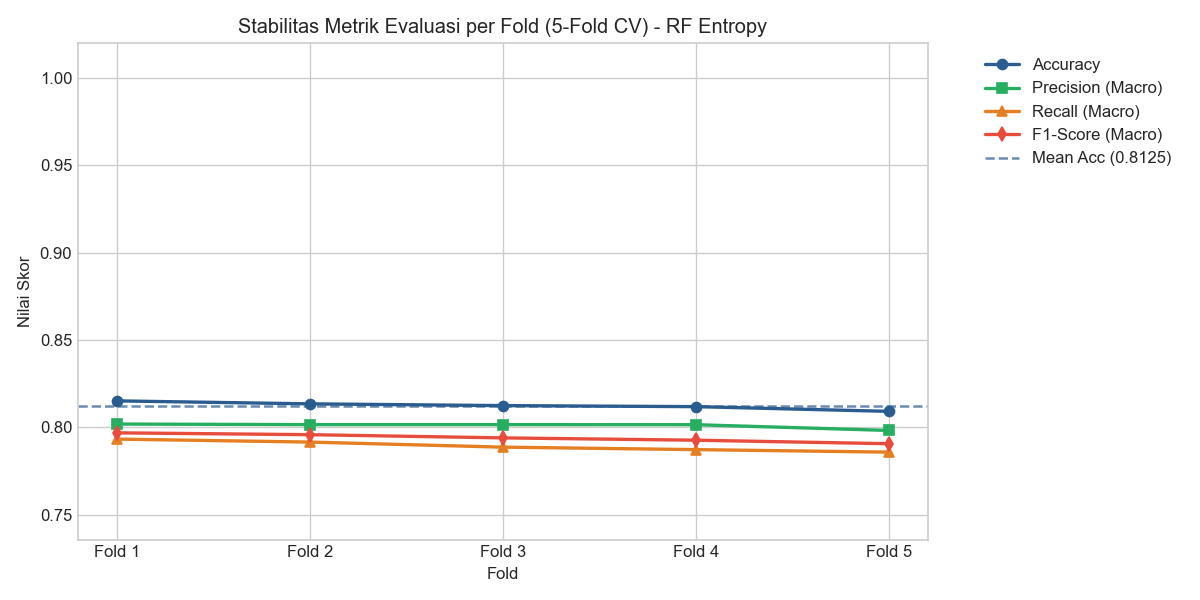 Stabilitas Metrik Evaluasi per Fold (5-Fold CV) - RF Entropy
Accuracy
Precision (Macro)
Recall (Macro)
F1-Score (Macro)
Mean Acc (0.8125)
Nilai Skor
1.00
0.95
0.90
0.85
0.80
0.75
Fold 1
Fold 2
Fold 3
Fold 4
Fold 5
Fold